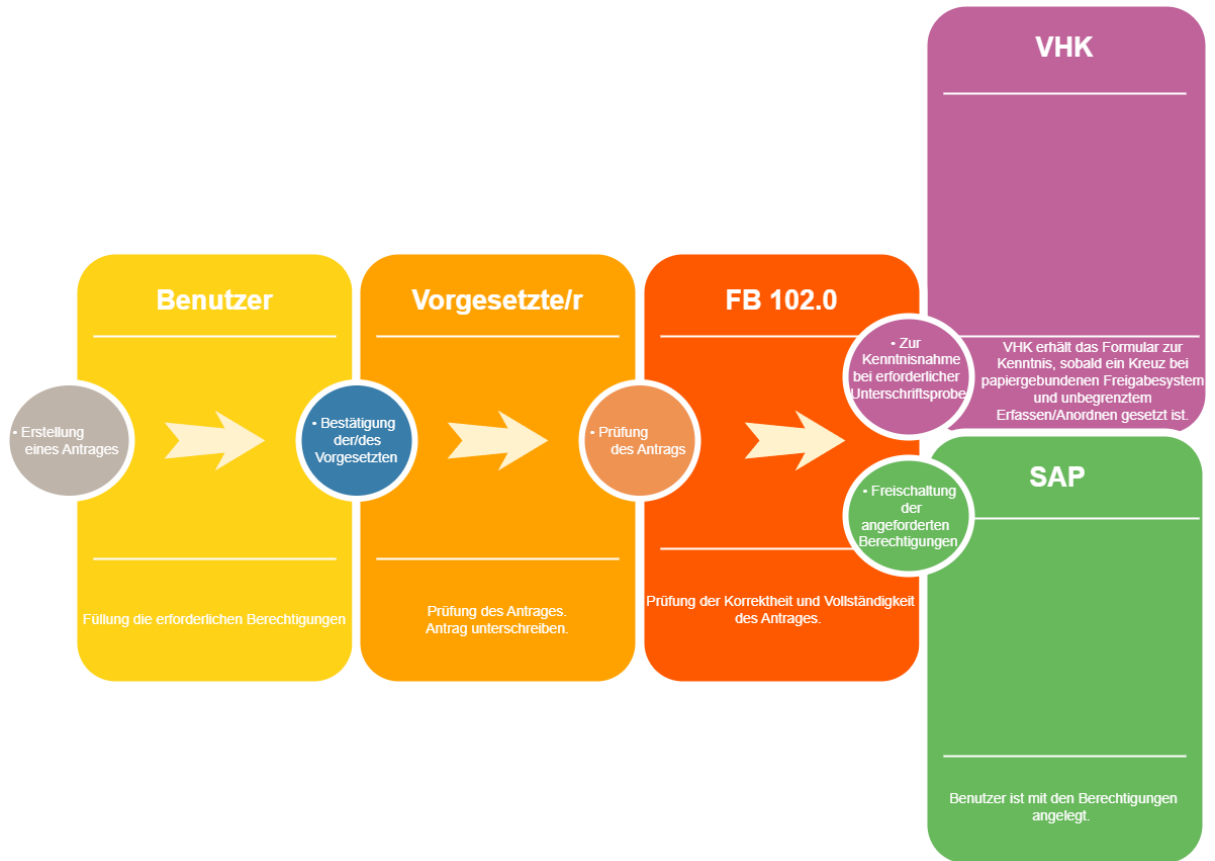 Benutzer
• Erstellung
eines Antrages
Füllung die erforderlichen Berechtigungen
Vorgesetzte/r
• Bestätigung
der/des
Vorgesetzten
Prüfung des Antrages.
Antrag unterschreiben.
FB 102.0
• Prüfung
des Antrags
Prüfung der Korrektheit und Vollständigkeit
des Antrages.
VHK
• Zur
Kenntnisnahme
bei erforderlicher
Unterschriftsprobe
VHK erhält das Formular zur
Kenntnis, sobald ein Kreuz bei
papiergebundenen Freigabesystem
und unbegrenztem
Erfassen/Anordnen gesetzt ist.
SAP
• Freischaltung
der
angeforderten
Berechtigungen
Benutzer ist mit den Berechtigungen
angelegt.